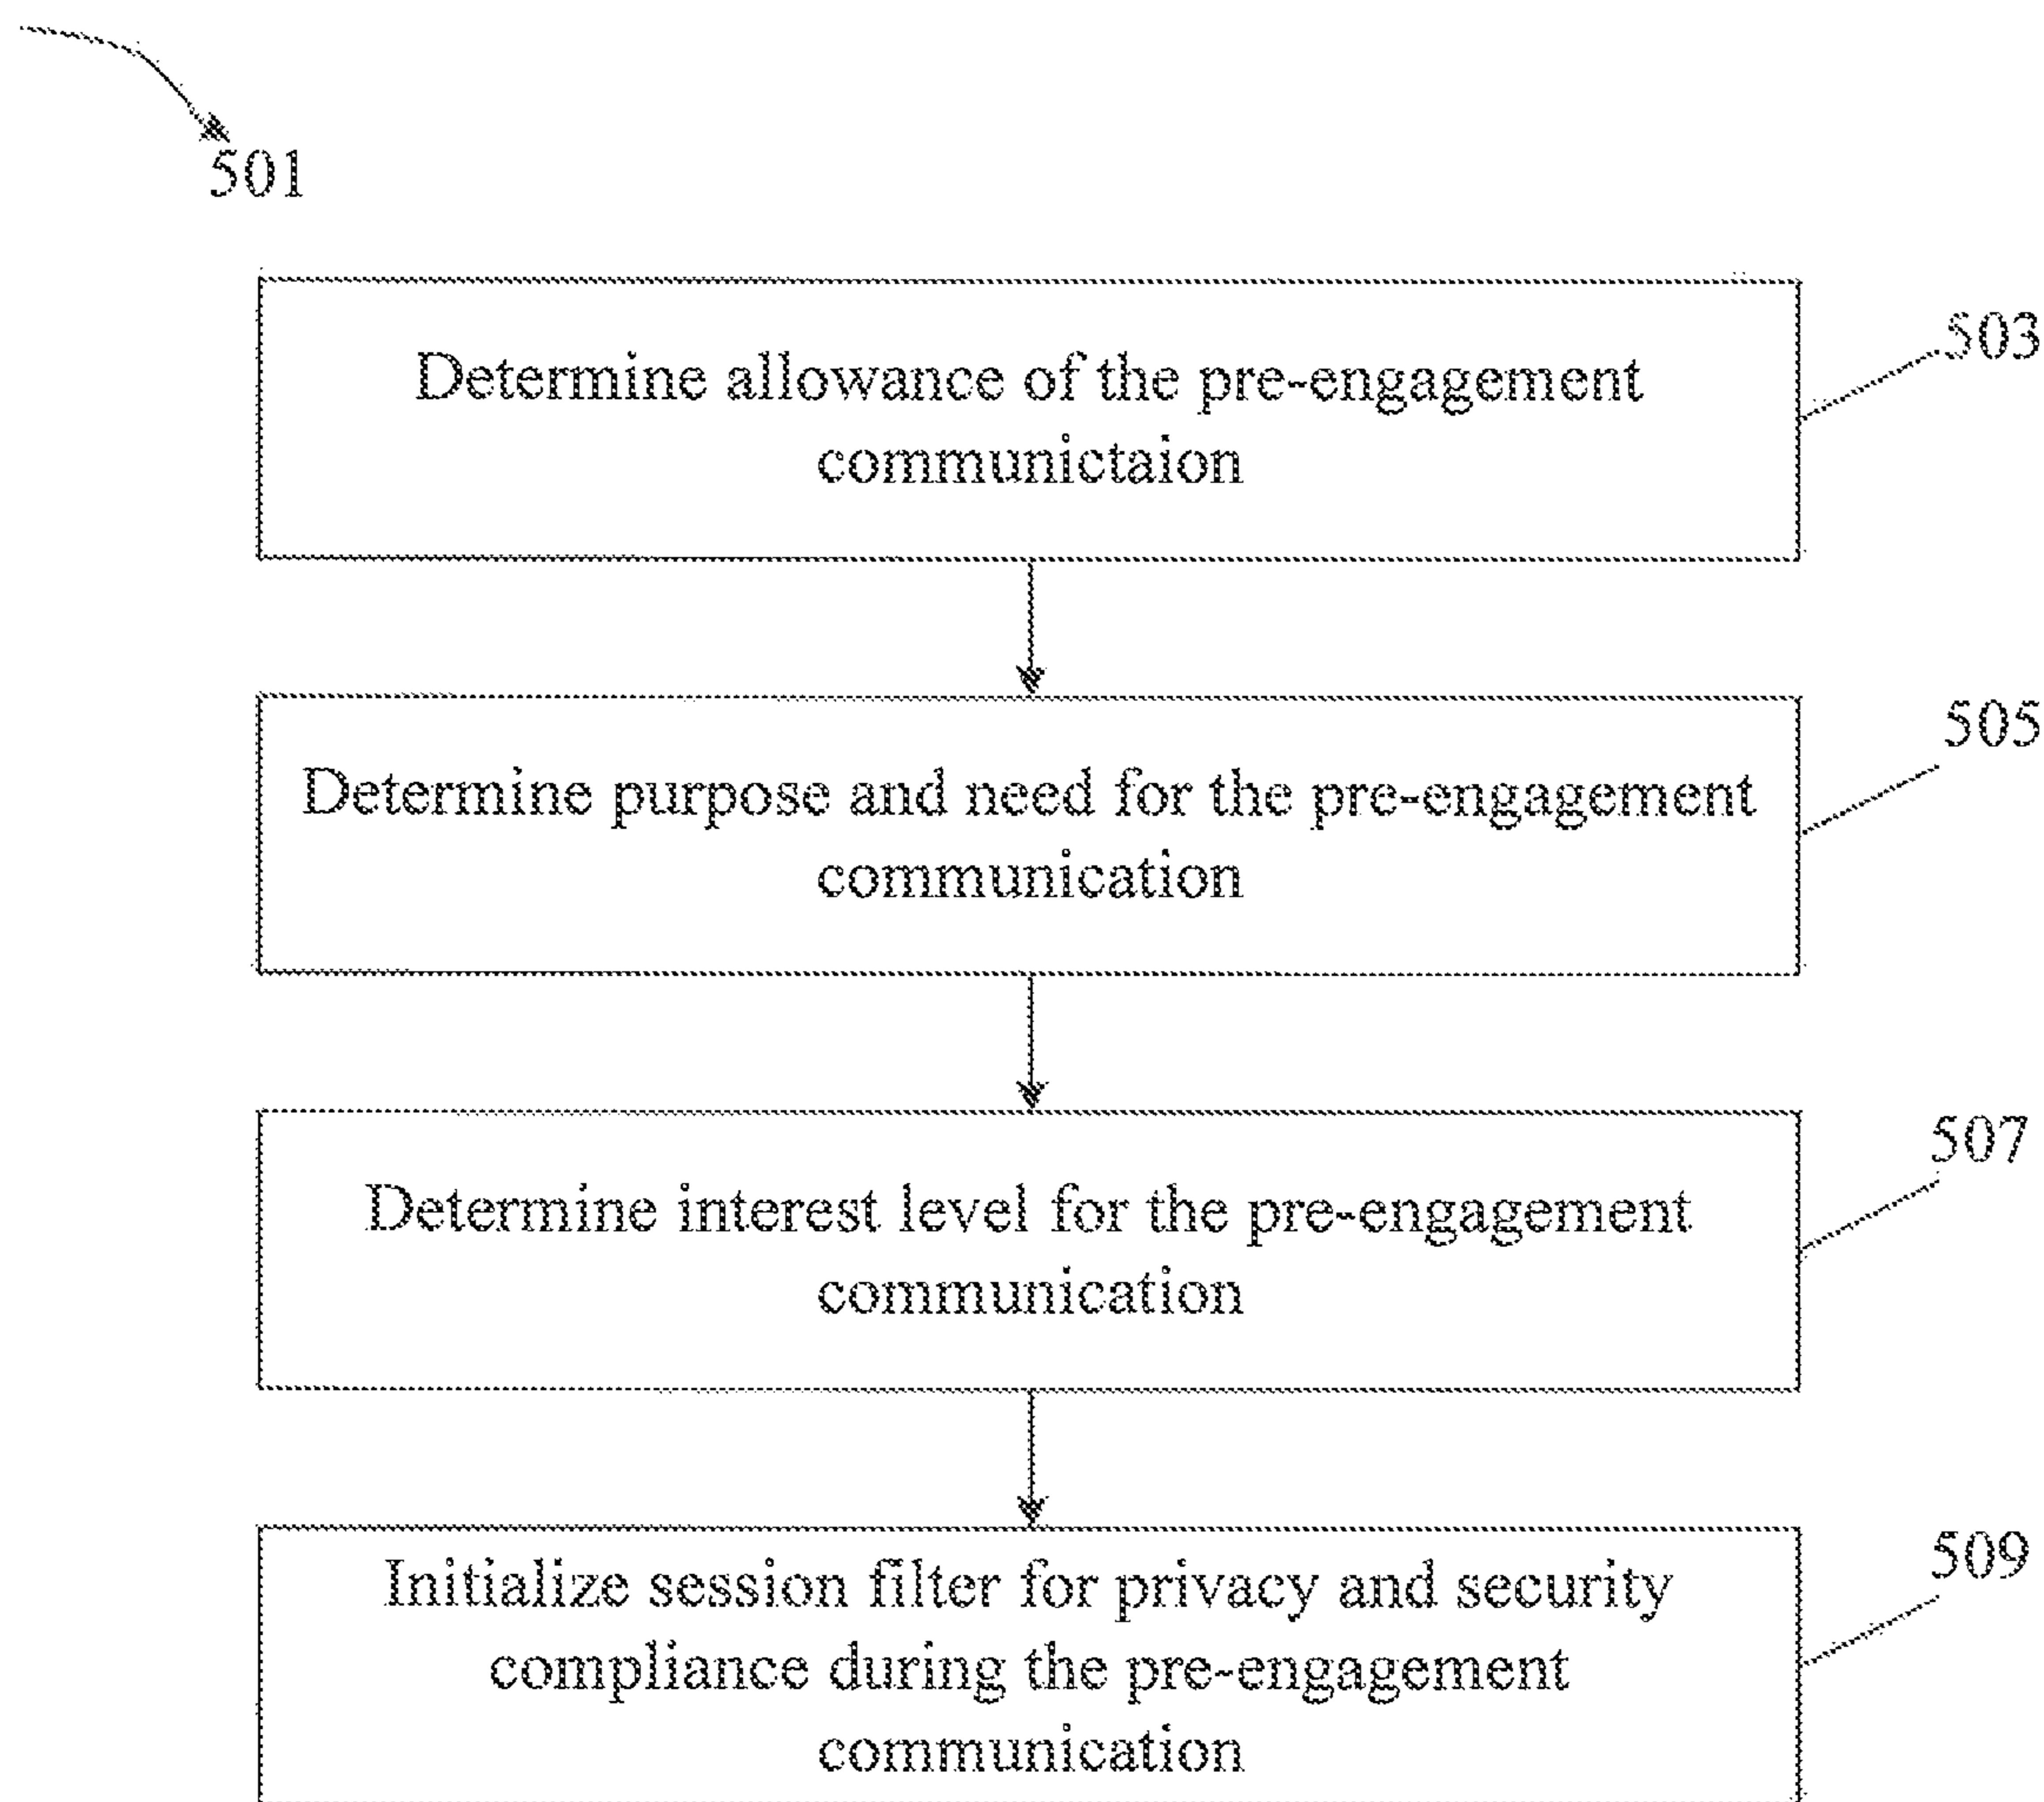 501
Determine allowance of the pre-engagement
communictaion
503
Determine purpose and need for the pre-engagement
communication
505
Determine interest level for the pre-engagement
communication
507
Initialize session filter for privacy and security
compliance during the pre-engagement
communication
509